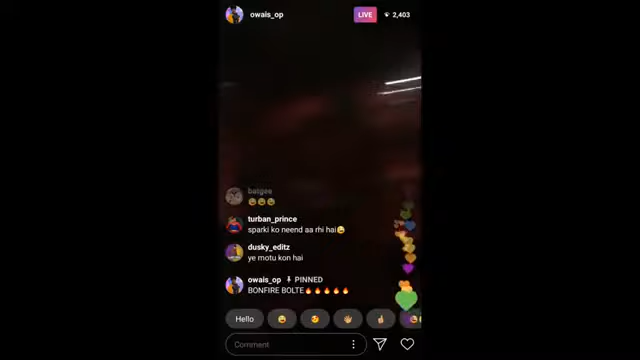 owais_op
LIVE 2,403
batgee
😂😂😂
turban_prince
sparki ko neend aa rhi hai😂
dusky_editz
ye motu kon hai
owais_op PINNED
BONFIRE BOLTE🔥🔥🔥🔥🔥
Hello
Comment